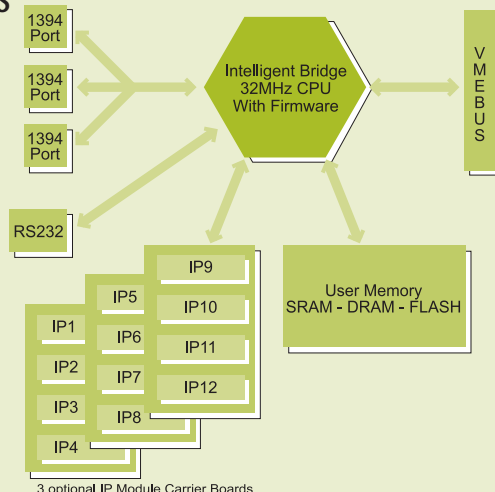 S
1394
Port
1394
Port
1394
Port
RS232
Intelligent Bridge
32MHz CPU
With Firmware
V
M
E
B
U
S
User Memory
SRAM - DRAM - FLASH
IP1
IP2
IP3
IP4
IP5
IP6
IP7
IP8
IP9
IP10
IP11
IP12
3 optional IP Module Carrier Boards